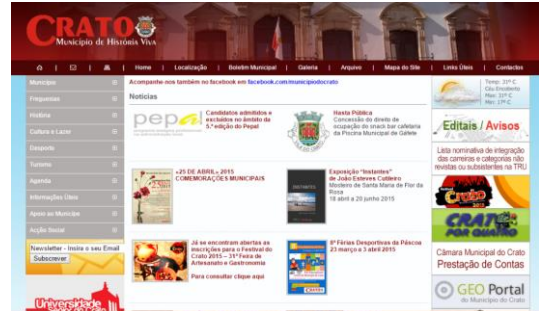 CRATO
Município de História Viva
Home | Localização | Boletim Municipal | Galeria | Arquivo | Mapa do Site | Links Úteis | Contactos
Acompanhe-nos também no facebook em facebook.com/municipiodocrato
Município
Freguesias
História
Cultura e Lazer
Desporto
Turismo
Agenda
Informações Úteis
Apoio ao Munícipe
Acção Social
Newsletter - Insira o seu Email
Subscrever
Universidade
Notícias
pepal
Candidatos admitidos e
excluídos no âmbito da
5.ª edição do Pepal
Hasta Pública
Concessão do direito de
ocupação do snack bar cafetaria
da Piscina Municipal de Gáfete
«25 DE ABRIL» 2015
COMEMORAÇÕES MUNICIPAIS
Exposição "Instantes"
de João Esteves Cutileiro
Mosteiro de Santa Maria de Flor da
Rosa
18 abril a 20 junho 2015
Já se encontram abertas as
inscrições para o Festival do
Crato 2015 – 31ª Feira de
Artesanato e Gastronomia
Para consultar clique aqui
8ª Férias Desportivas da Páscoa
23 março a 3 abril 2015
Céu Encoberto
Editais / Avisos
Lista nominativa de integração
das carreiras e categorias não
revistas ou subsistentes na TRU
CRATO
POR QUATRO
Câmara Municipal do Crato
Prestação de Contas
GEO Portal
do Município do Crato